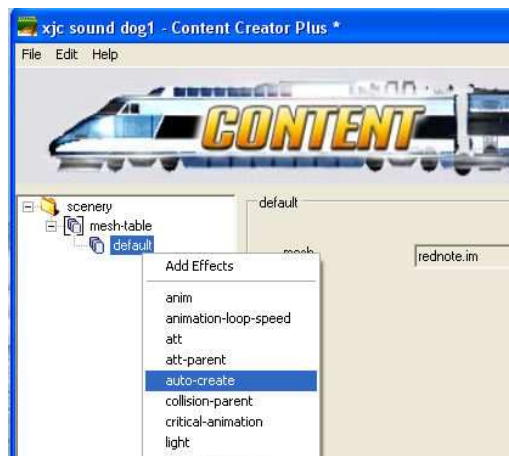 xjc sound dog1 - Content Creator Plus *
File Edit Help
CONTENT
scenery
mesh-table
default
default
mesh
rednote.im
Add Effects
anim
animation-loop-speed
att
att-parent
auto-create
collision-parent
critical-animation
light